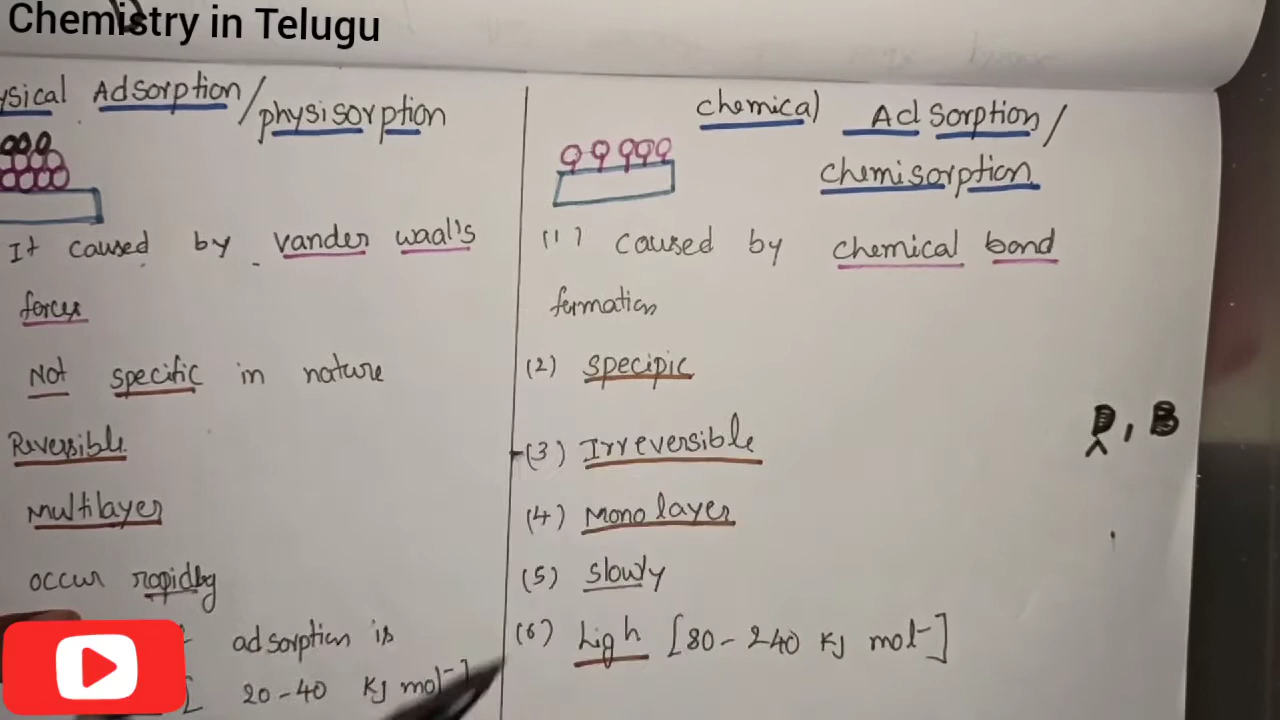 Chemistry in Telugu
ysical Adsorption/
physisorption
It caused by vander waal's
forces
Not specific in nature
Reversible
Multilayer
occur rapidly
adsorption is
[ 20-40 KJ mol⁻]
chemical Adsorption/
chemisorption
(1) caused by chemical bond
formation
(2) specipic
(3) Irreversible
(4) Mono layer
(5) slowly
(6) high [80-240 KJ mol⁻]
P, B